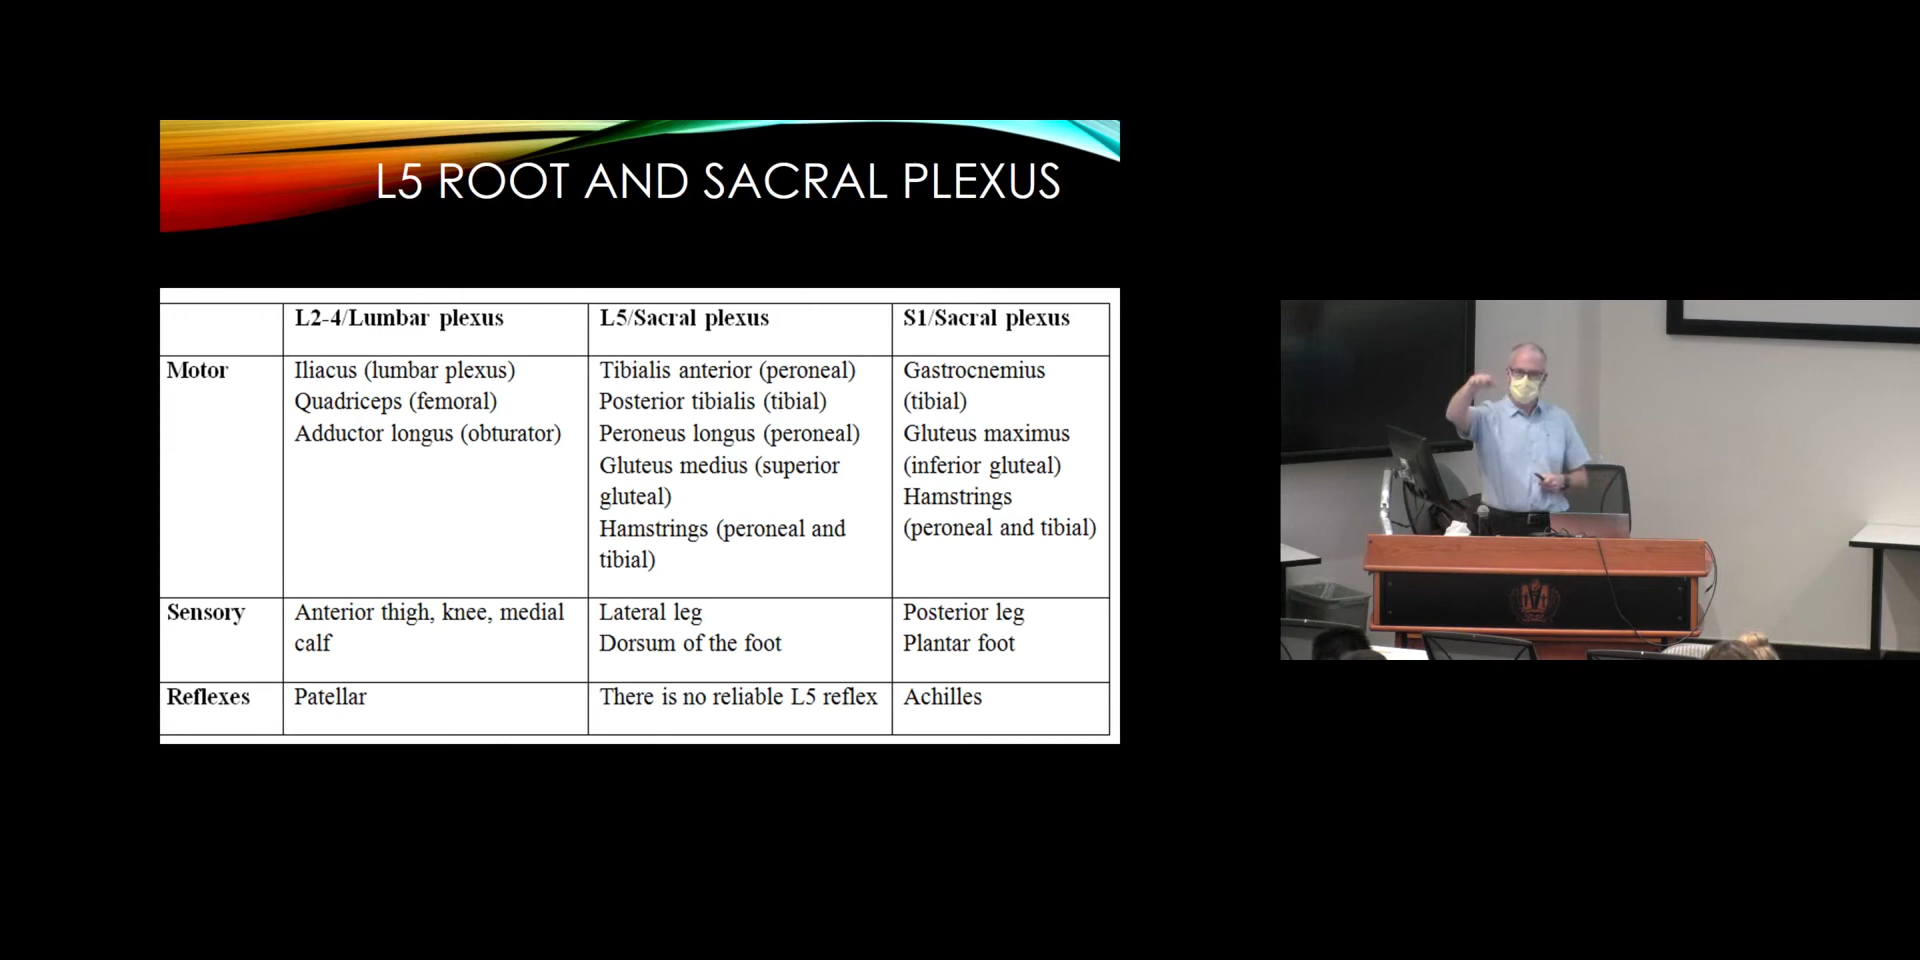 L5 ROOT AND SACRAL PLEXUS
L2-4/Lumbar plexus
L5/Sacral plexus
S1/Sacral plexus
Motor
Iliacus (lumbar plexus)
Quadriceps (femoral)
Adductor longus (obturator)
Tibialis anterior (peroneal)
Posterior tibialis (tibial)
Peroneus longus (peroneal)
Gluteus medius (superior
gluteal)
Hamstrings (peroneal and
tibial)
Gastrocnemius
(tibial)
Gluteus maximus
(inferior gluteal)
Hamstrings
(peroneal and tibial)
Sensory
Anterior thigh, knee, medial
calf
Lateral leg
Dorsum of the foot
Posterior leg
Plantar foot
Reflexes
Patellar
There is no reliable L5 reflex
Achilles